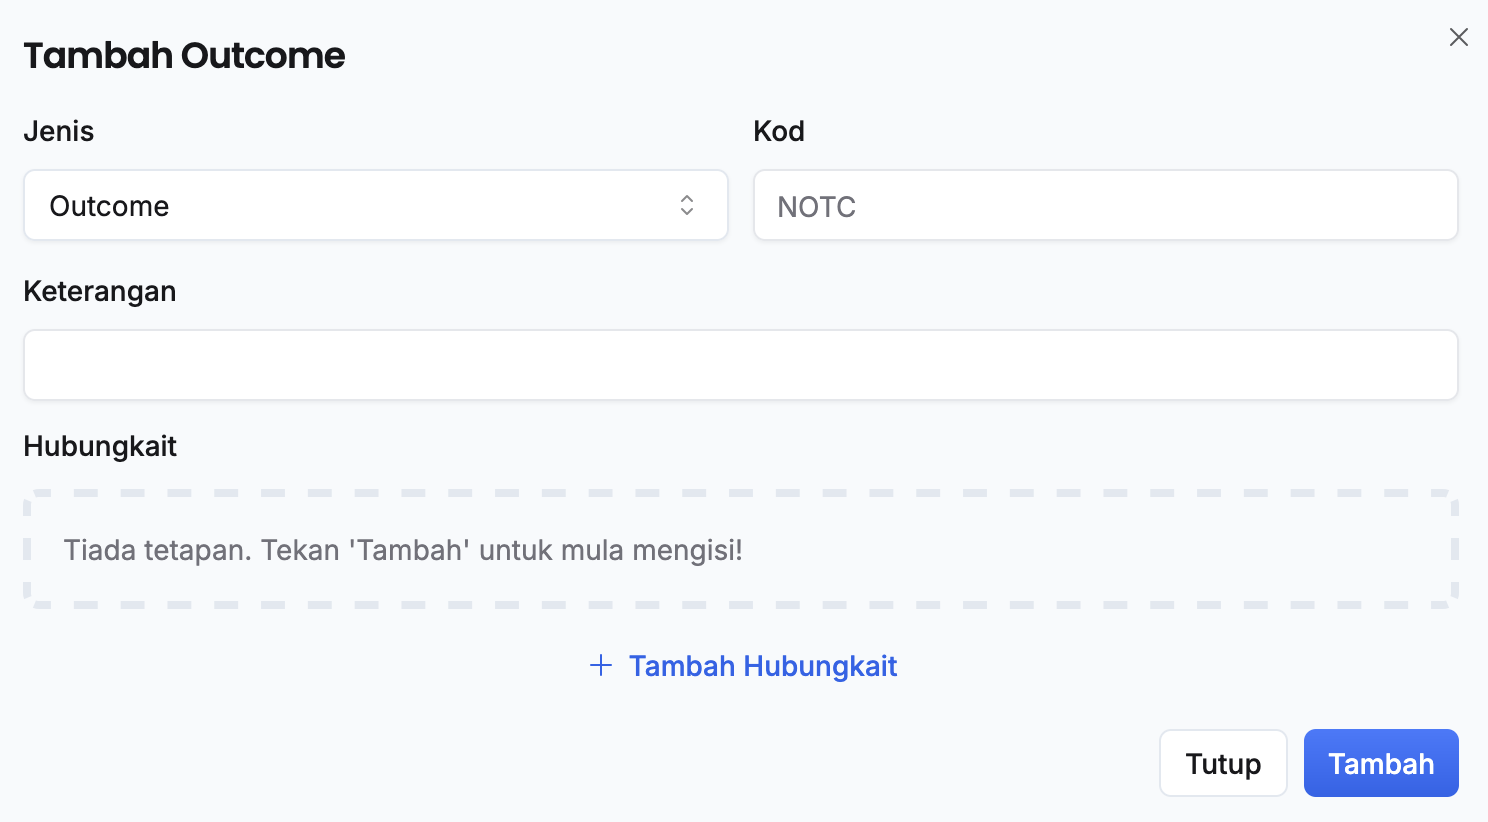 Tambah Outcome
Jenis
Kod
Outcome
NOTC
Keterangan
Hubungkait
Tiada tetapan. Tekan 'Tambah' untuk mula mengisi!
Tambah Hubungkait
Tutup
Tambah